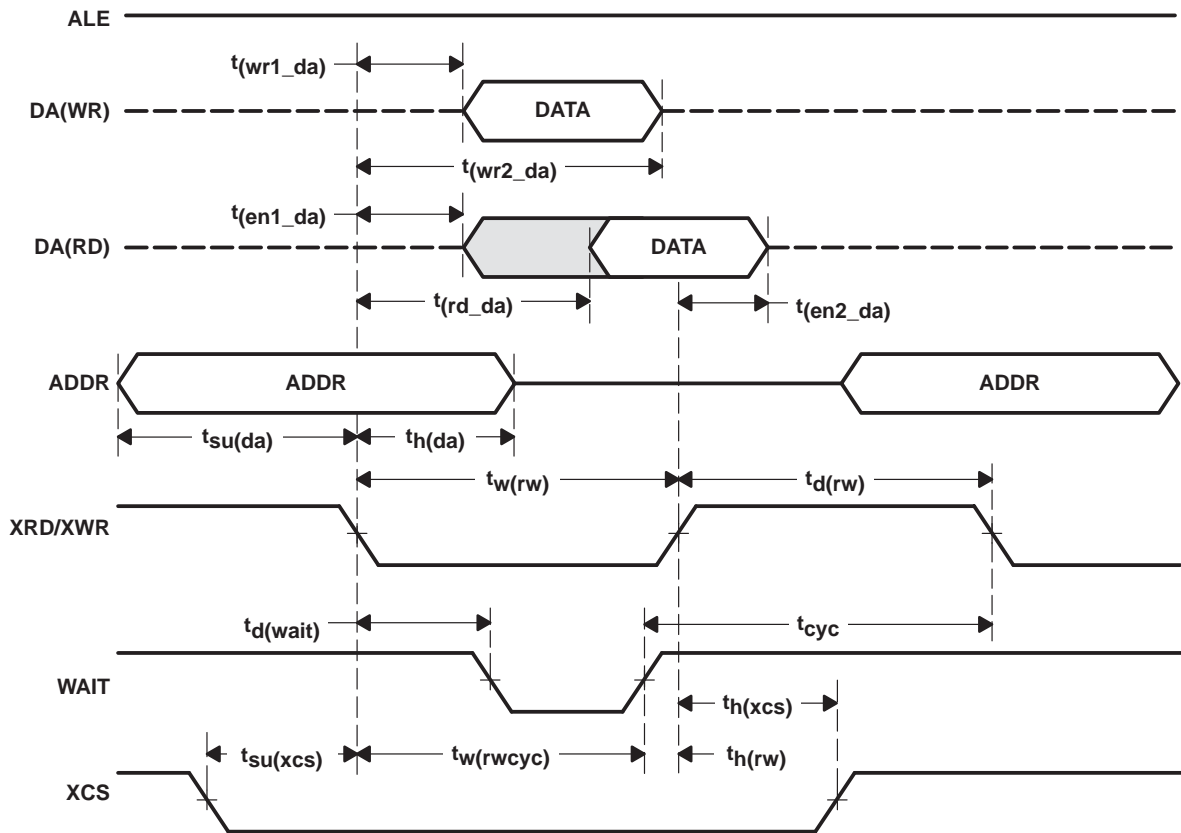 ALE
t(wr1_da)
DA(WR) DATA
t(wr2_da)
t(en1_da)
DA(RD) DATA
t(rd_da) t(en2_da)
ADDR ADDR ADDR
tsu(da) th(da)
tw(rw) td(rw)
XRD/XWR
td(wait) tcyc
WAIT
th(xcs)
tsu(xcs) tw(rwcyc) th(rw)
XCS